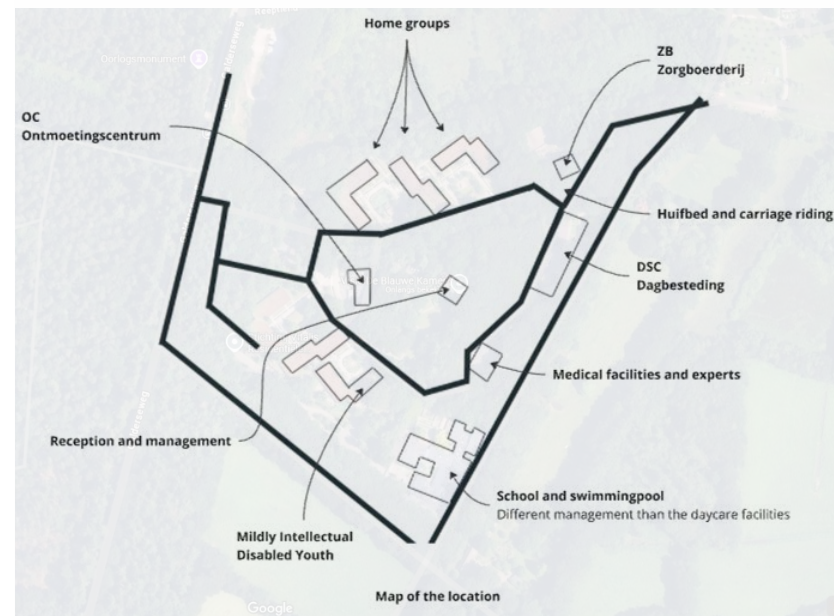 Home groups
ZB
Zorgboerderij
OC
Ontmoetingscentrum
Huifbed and carriage riding
DSC
Dagbesteding
Medical facilities and experts
Reception and management
School and swimmingpool
Different management than the daycare facilities
Mildly Intellectual
Disabled Youth
Map of the location
Google